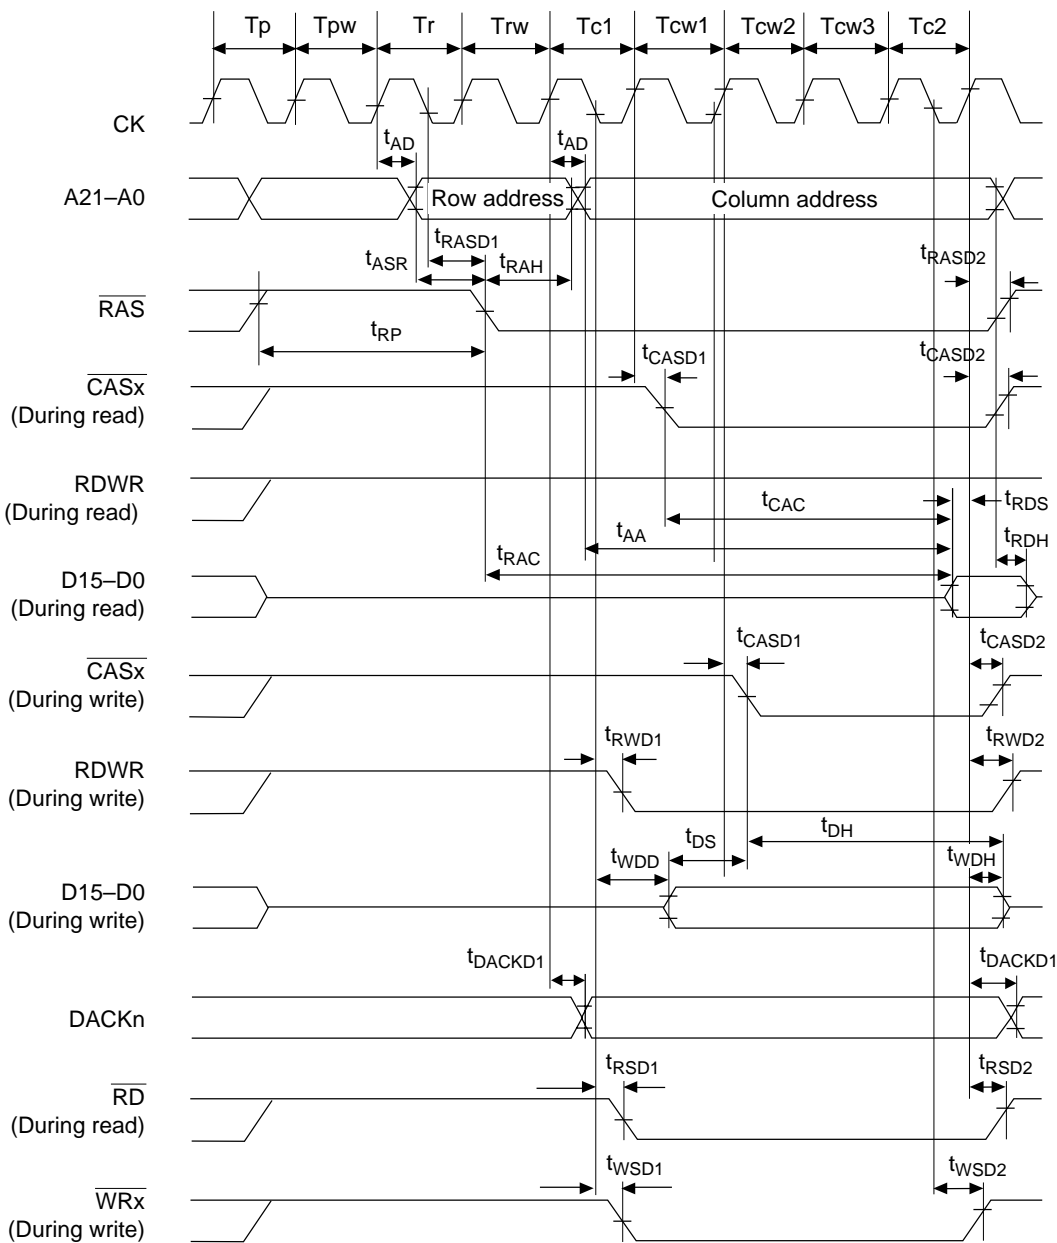 Tp Tpw Tr Trw Tc1 Tcw1 Tcw2 Tcw3 Tc2
CK
tAD tAD
A21–A0 Row address Column address
tRASD1 tRASD2
tASR tRAH
RAS
tRP
tCASD1 tCASD2
CASx
(During read)
RDWR
(During read)
tCAC tRDS
tAA tRDH
tRAC
D15–D0
(During read)
tCASD1 tCASD2
CASx
(During write)
tRWD1 tRWD2
RDWR
(During write)
tDS tDH
tWDD tWDH
D15–D0
(During write)
tDACKD1 tDACKD1
DACKn
tRSD1 tRSD2
RD
(During read)
tWSD1 tWSD2
WRx
(During write)